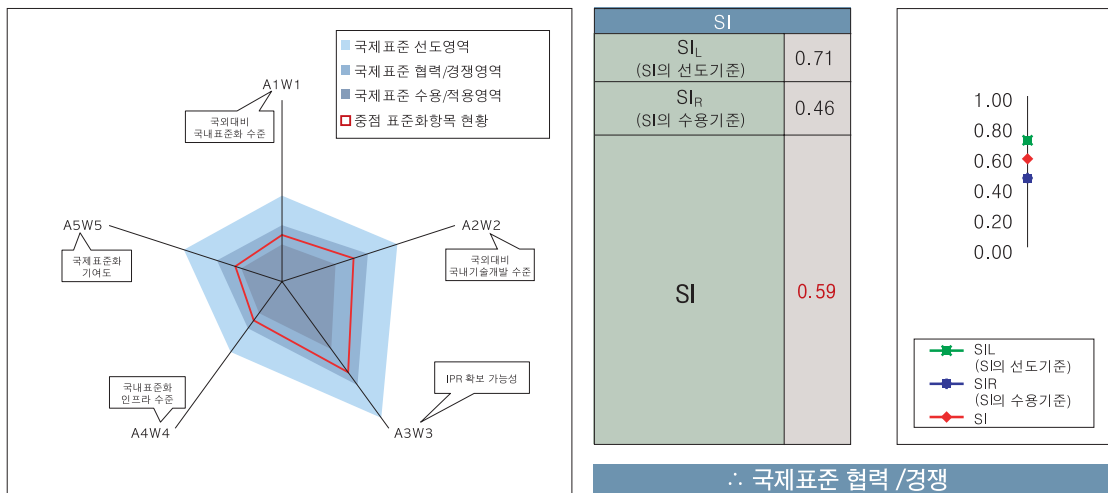 국제표준 선도영역
국제표준 협력/경쟁영역
국제표준 수용/적용영역
중점 표준화항목 현황
A1W1
국외대비
국내표준화 수준
A5W5
국제표준화
기여도
A2W2
국외대비
국내기술개발 수준
국내표준화
인프라 수준
A4W4
IPR 확보 가능성
A3W3
SI
SIL
(SI의 선도기준)
0.71
SIR
(SI의 수용기준)
0.46
SI
0.59
1.00
0.80
0.60
0.40
0.20
0.00
SIL
(SI의 선도기준)
SIR
(SI의 수용기준)
SI
∴ 국제표준 협력 /경쟁